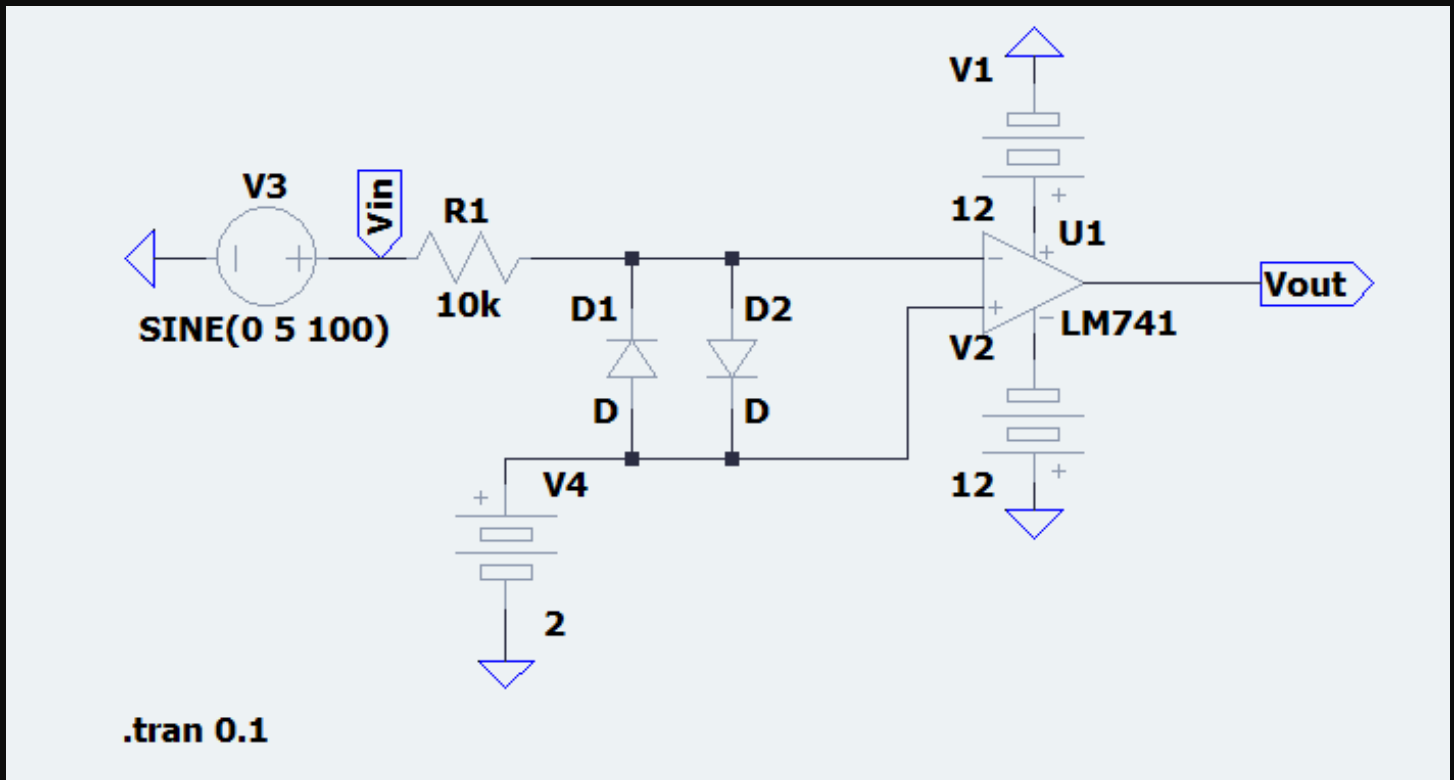 V1
V3
Vin
R1
12
U1
SINE(0 5 100)
10k
D1
D2
Vout
LM741
V2
D
D
V4
12
2
.tran 0.1